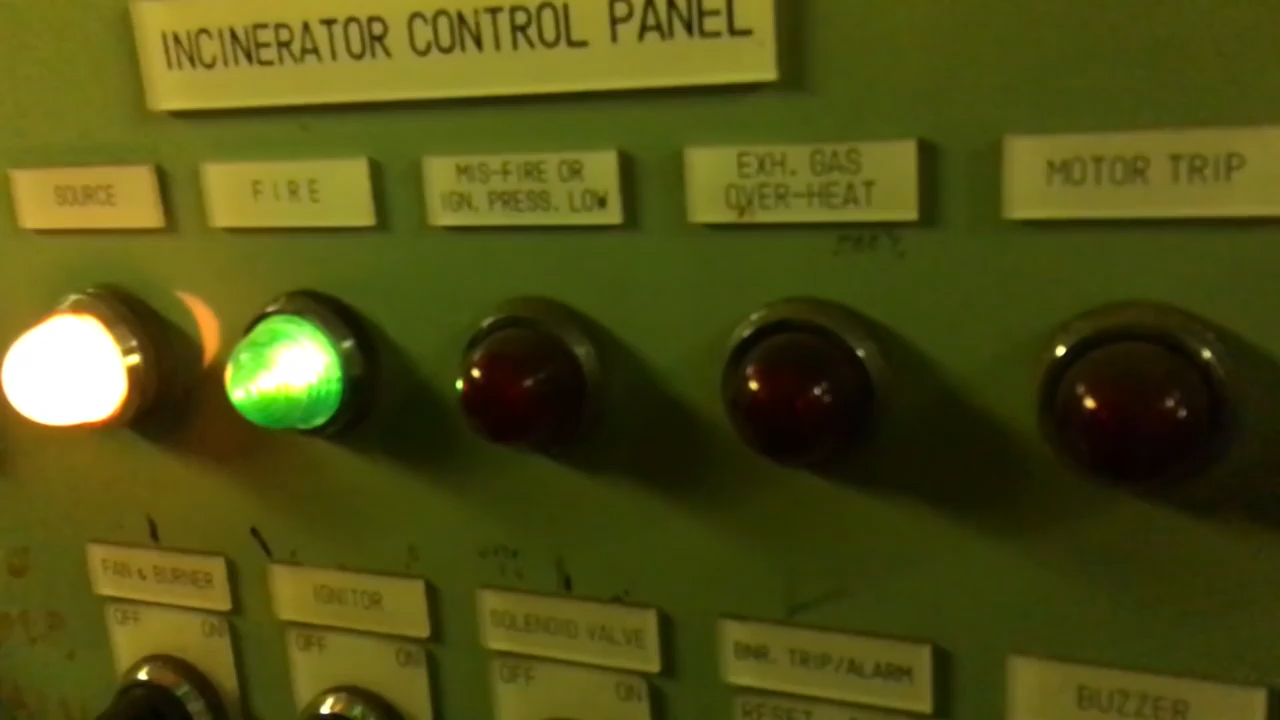 INCINERATOR CONTROL PANEL
SOURCE
FIRE
MIS-FIRE OR
IGN. PRESS. LOW
EXH. GAS
OVER-HEAT
MOTOR TRIP
FAN & BURNER
OFF ON
IGNITOR
OFF ON
SOLENOID VALVE
OFF ON
BNR. TRIP/ALARM
RESET
BUZZER